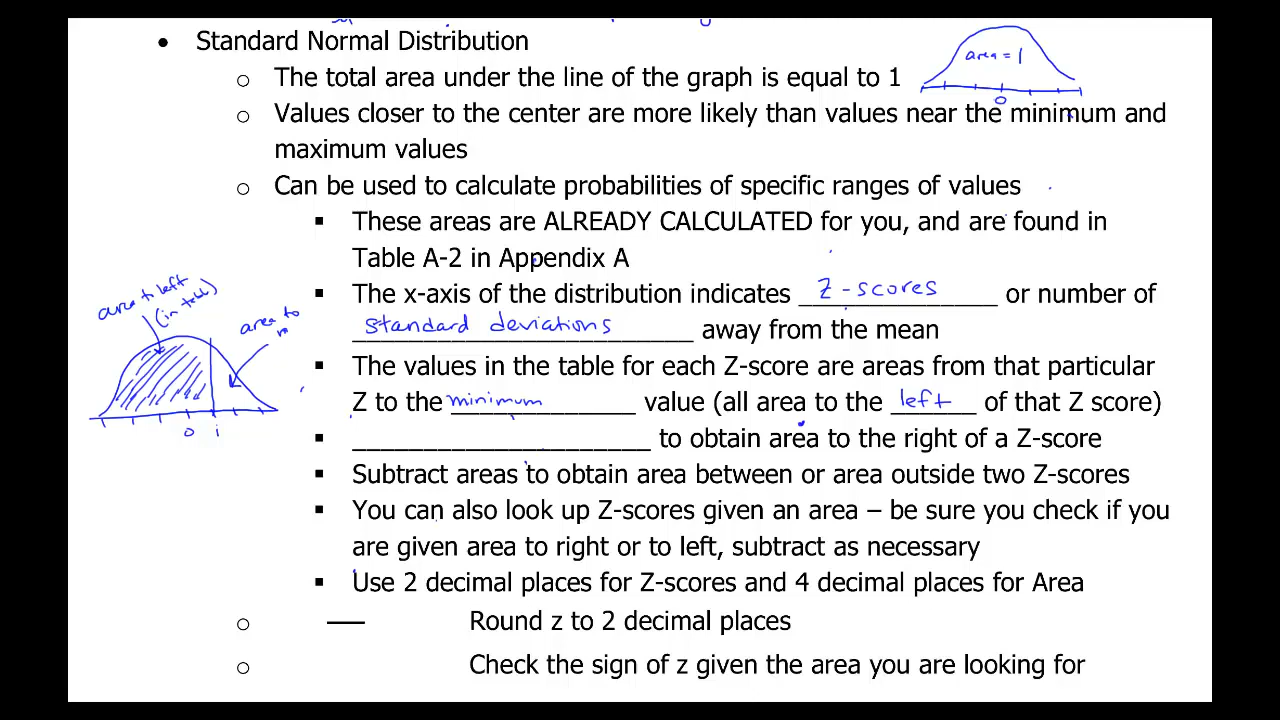 • Standard Normal Distribution
area = 1
0
o The total area under the line of the graph is equal to 1
o Values closer to the center are more likely than values near the minimum and
maximum values
o Can be used to calculate probabilities of specific ranges of values
▪ These areas are ALREADY CALCULATED for you, and are found in
Table A-2 in Appendix A
▪ The x-axis of the distribution indicates Z-scores or number of
standard deviations away from the mean
area to left
(in table)
area to
▪ The values in the table for each Z-score are areas from that particular
Z to the minimum value (all area to the left of that Z score)
0 1
▪ ______________________ to obtain area to the right of a Z-score
▪ Subtract areas to obtain area between or area outside two Z-scores
▪ You can also look up Z-scores given an area – be sure you check if you
are given area to right or to left, subtract as necessary
▪ Use 2 decimal places for Z-scores and 4 decimal places for Area
o Round z to 2 decimal places
o Check the sign of z given the area you are looking for